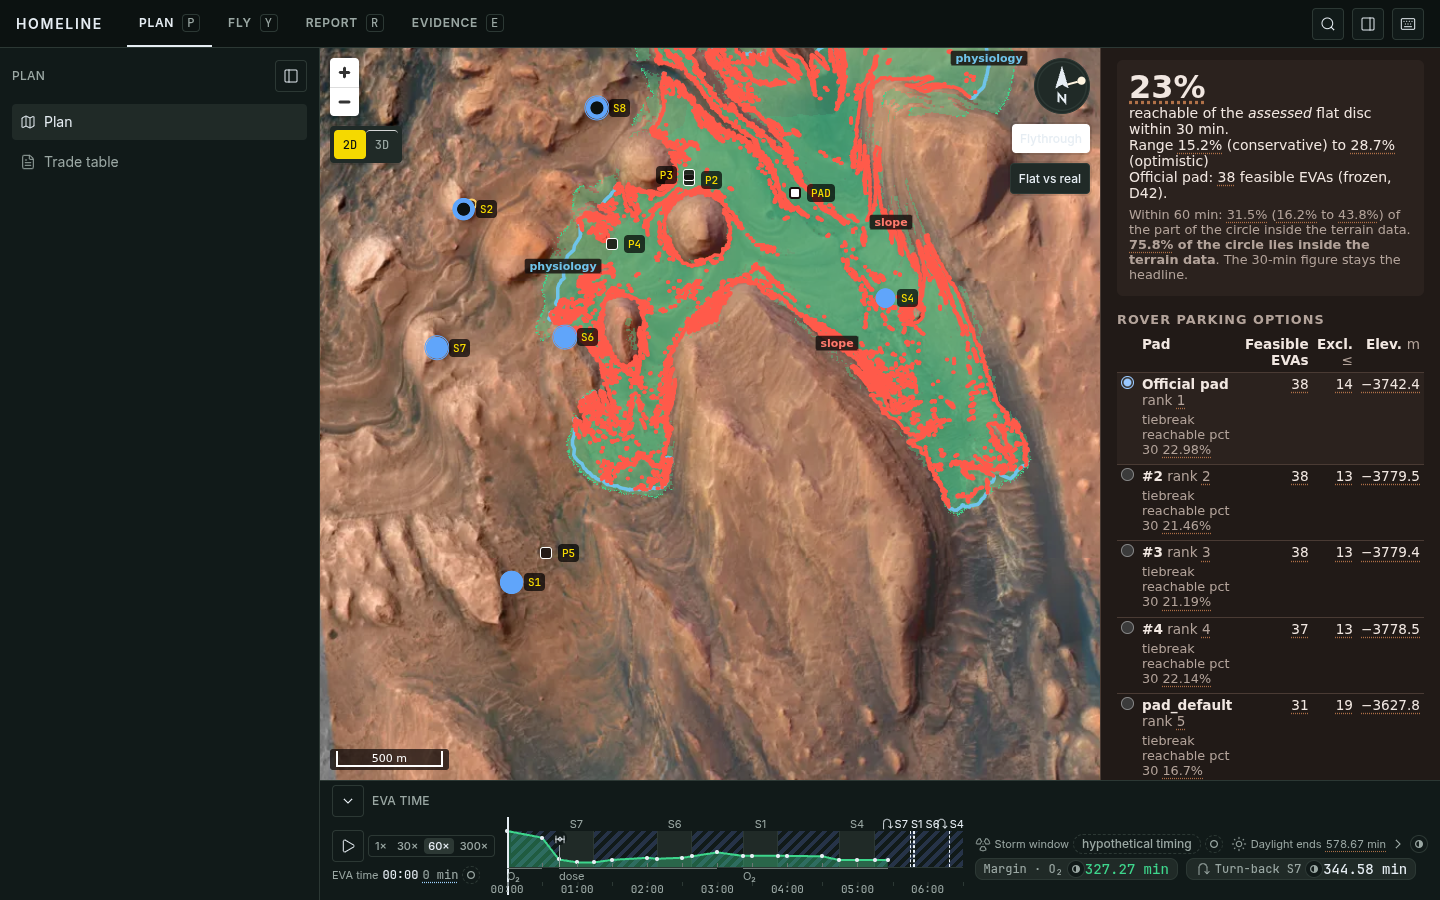 HOMELINE
PLAN P
FLY Y
REPORT R
EVIDENCE E
PLAN
Plan
Trade table
+
−
2D 3D
S8
S2
P3
P2
PAD
P4
S4
S6
S7
P5
S1
physiology
physiology
slope
slope
N
Flythrough
Flat vs real
500 m
23%
reachable of the assessed flat disc
within 30 min.
Range 15.2% (conservative) to 28.7%
(optimistic)
Official pad: 38 feasible EVAs (frozen,
D42).
Within 60 min: 31.5% (16.2% to 43.8%) of
the part of the circle inside the terrain data.
75.8% of the circle lies inside the
terrain data. The 30-min figure stays the
headline.
ROVER PARKING OPTIONS
Pad Feasible EVAs Excl. ≤ Elev. m
Official pad 38 14 −3742.4
rank 1
tiebreak
reachable pct
30 22.98%
#2 rank 2 38 13 −3779.5
tiebreak
reachable pct
30 21.46%
#3 rank 3 38 13 −3779.4
tiebreak
reachable pct
30 21.19%
#4 rank 4 37 13 −3778.5
tiebreak
reachable pct
30 22.14%
pad_default 31 19 −3627.8
rank 5
tiebreak
reachable pct
30 16.7%
EVA TIME
1× 30× 60× 300×
EVA time 00:00 0 min
S7 S6 S1 S4 S7 S1 S6 S4
O₂ dose O₂
00:00 01:00 02:00 03:00 04:00 05:00 06:00
Storm window hypothetical timing
Daylight ends 578.67 min
Margin · O₂ 327.27 min
Turn-back S7 344.58 min